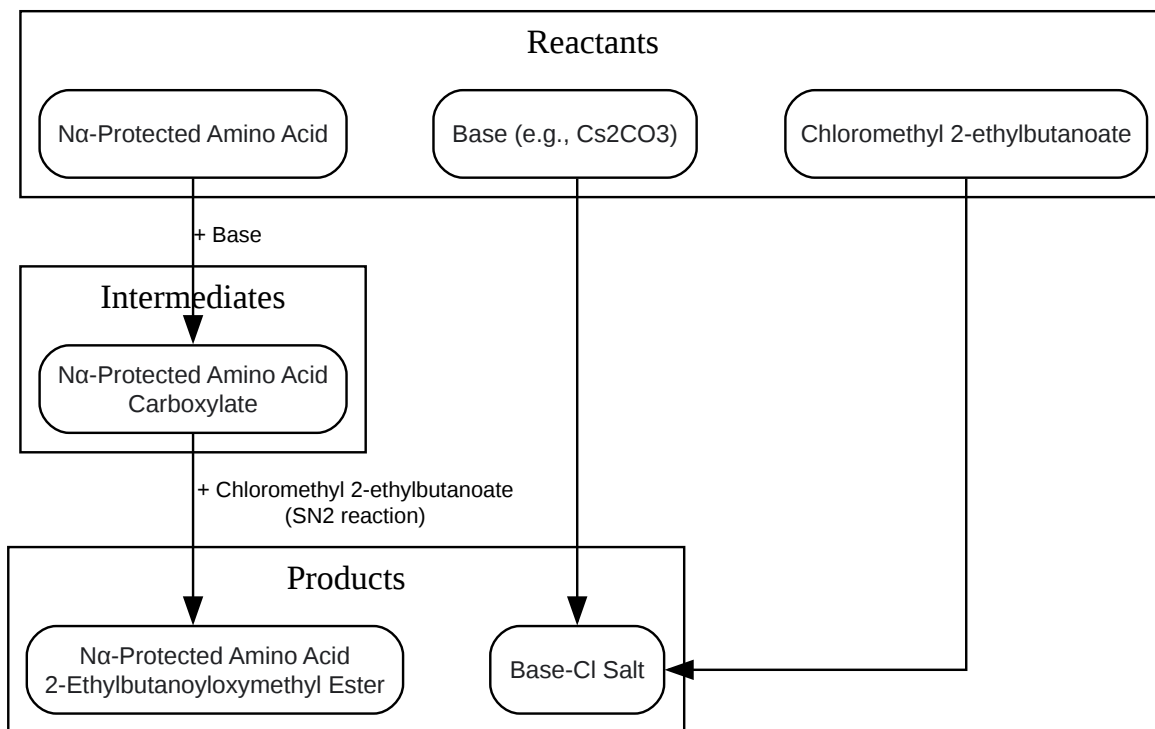 Reactants
Nα-Protected Amino Acid
Base (e.g., Cs2CO3)
Chloromethyl 2-ethylbutanoate
+ Base
Intermediates
Nα-Protected Amino Acid
Carboxylate
+ Chloromethyl 2-ethylbutanoate
(SN2 reaction)
Products
Nα-Protected Amino Acid
2-Ethylbutanoyloxymethyl Ester
Base-Cl Salt